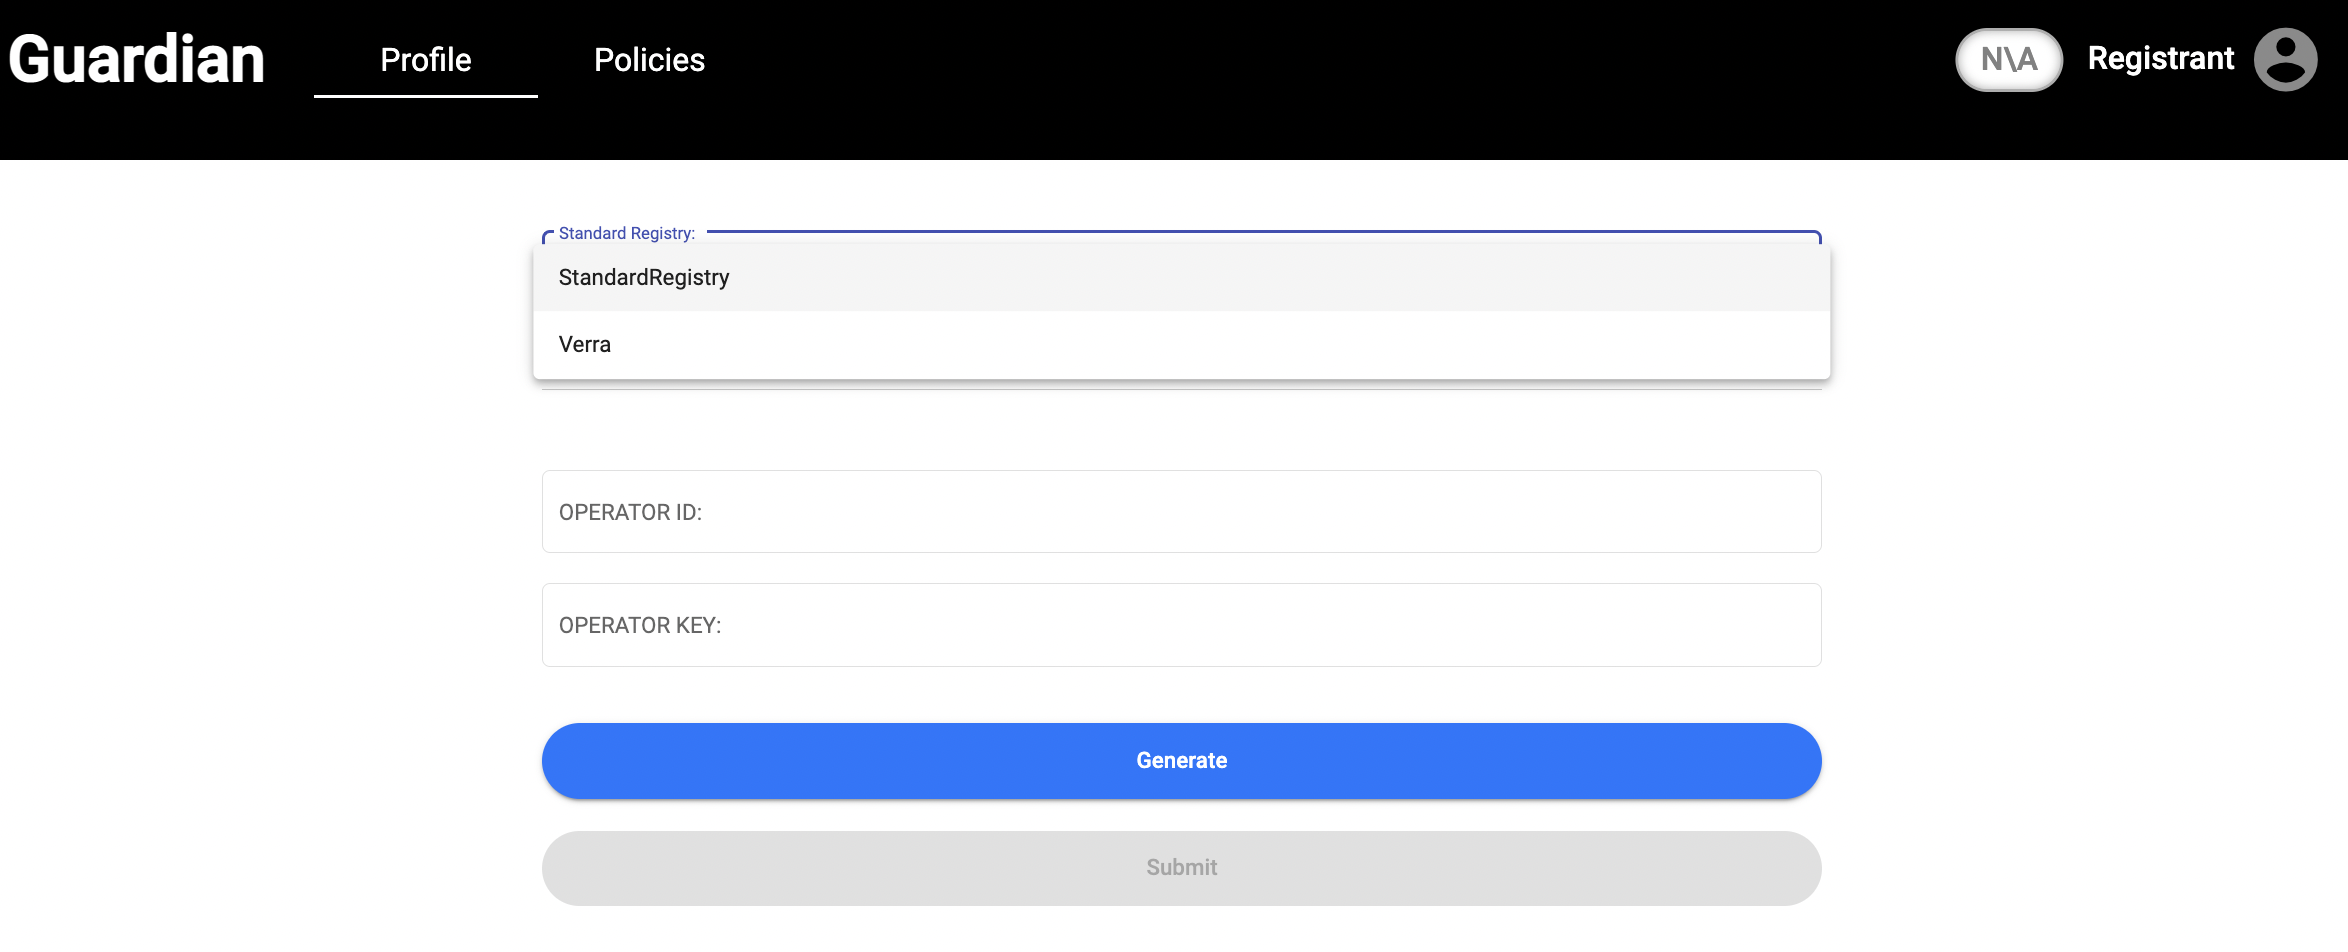 Guardian
Profile
Policies
N\A
Registrant
Standard Registry:
StandardRegistry
Verra
OPERATOR ID:
OPERATOR KEY:
Generate
Submit